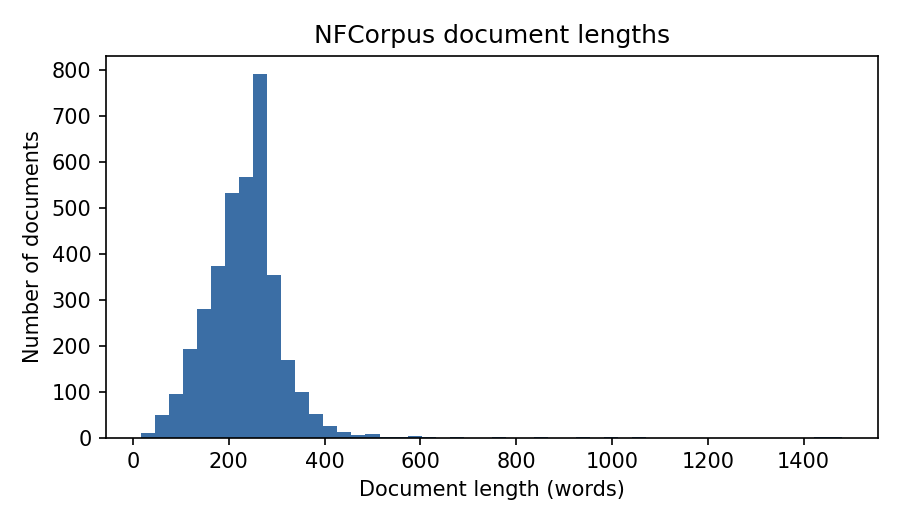 NFCorpus document lengths
800
700
600
500
400
300
200
100
0
Number of documents
0 200 400 600 800 1000 1200 1400
Document length (words)